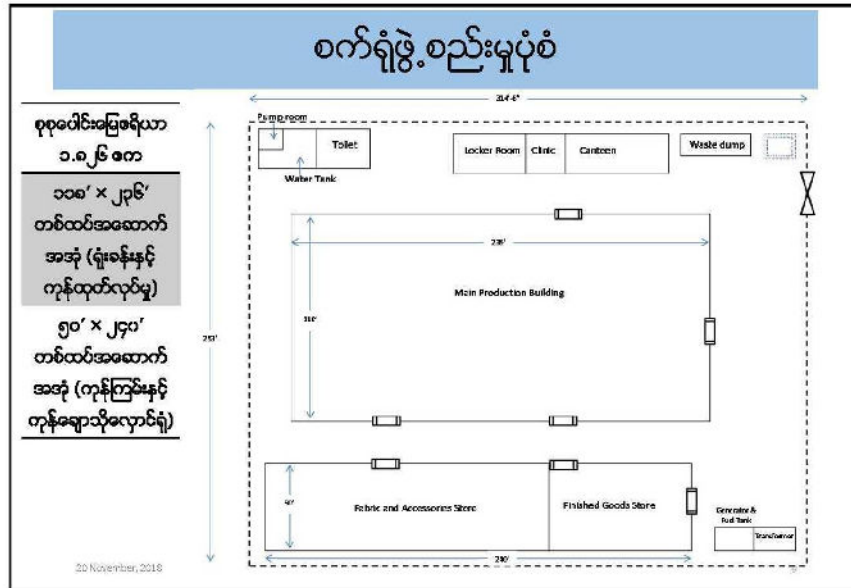 စက်ရုံဖွဲ့စည်းမှုပုံစံ
စုစုပေါင်းမြေဧရိယာ
၁.၈၂၆ ဧက
၁၁၈′ × ၂၃၆′
တစ်ထပ်အဆောက်
အအုံ (ရုံးခန်းနှင့်
ကုန်ထုတ်လုပ်မှု)
၅၀′ × ၂၄၀′
တစ်ထပ်အဆောက်
အအုံ (ကုန်ကြမ်းနှင့်
ကုန်ချောသိုလှောင်ရုံ)
314'-6"
Pump room
Toilet
Water Tank
Locker Room
Clinic
Canteen
Waste dump
Main Production Building
253'
Fabric and Accessories Store
Finished Goods Store
Generator &
Fuel Tank
Transformer
20 November, 2018